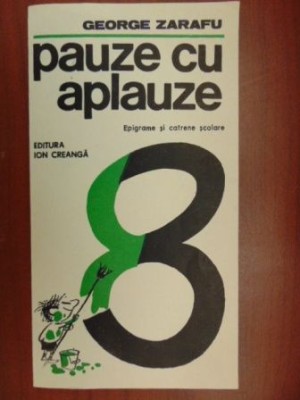 GEORGE ZARAFU
pauze cu
aplauze
Epigrame și catrene școlare
EDITURA
ION CREANGĂ
8